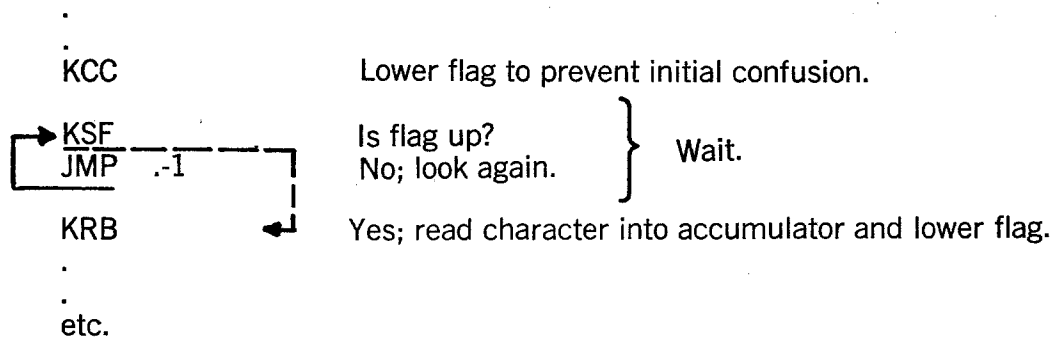 .
.
KCC Lower flag to prevent initial confusion.
KSF Is flag up?
JMP .-1 No; look again.
Wait.
KRB Yes; read character into accumulator and lower flag.
.
.
etc.